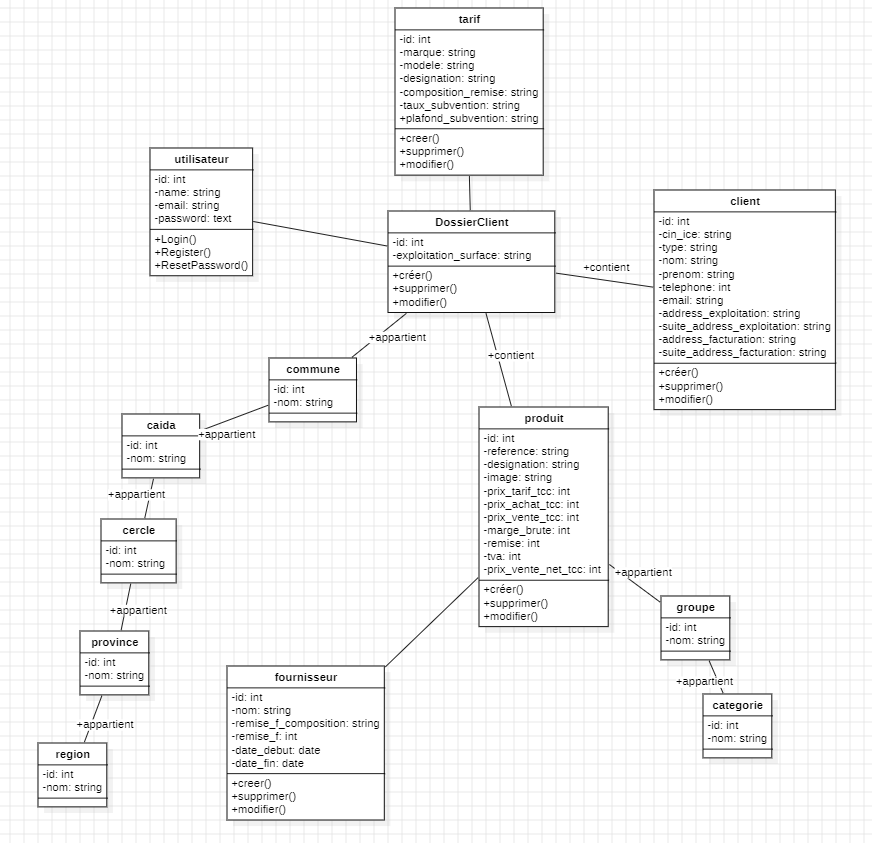 tarif
-id: int
-marque: string
-modele: string
-designation: string
-composition_remise: string
-taux_subvention: string
+plafond_subvention: string
+creer()
+supprimer()
+modifier()
utilisateur
-id: int
-name: string
-email: string
-password: text
+Login()
+Register()
+ResetPassword()
DossierClient
-id: int
-exploitation_surface: string
+créer()
+supprimer()
+modifier()
+contient
client
-id: int
-cin_ice: string
-type: string
-nom: string
-prenom: string
-telephone: int
-email: string
-address_exploitation: string
-suite_address_exploitation: string
-address_facturation: string
-suite_address_facturation: string
+créer()
+supprimer()
+modifier()
+appartient
+contient
commune
-id: int
-nom: string
+appartient
caida
-id: int
-nom: string
+appartient
cercle
-id: int
-nom: string
+appartient
province
-id: int
-nom: string
+appartient
region
-id: int
-nom: string
produit
-id: int
-reference: string
-designation: string
-image: string
-prix_tarif_tcc: int
-prix_achat_tcc: int
-prix_vente_tcc: int
-marge_brute: int
-remise: int
-tva: int
-prix_vente_net_tcc: int
+créer()
+supprimer()
+modifier()
+appartient
groupe
-id: int
-nom: string
+appartient
categorie
-id: int
-nom: string
fournisseur
-id: int
-nom: string
-remise_f_composition: string
-remise_f: int
-date_debut: date
-date_fin: date
+creer()
+supprimer()
+modifier()